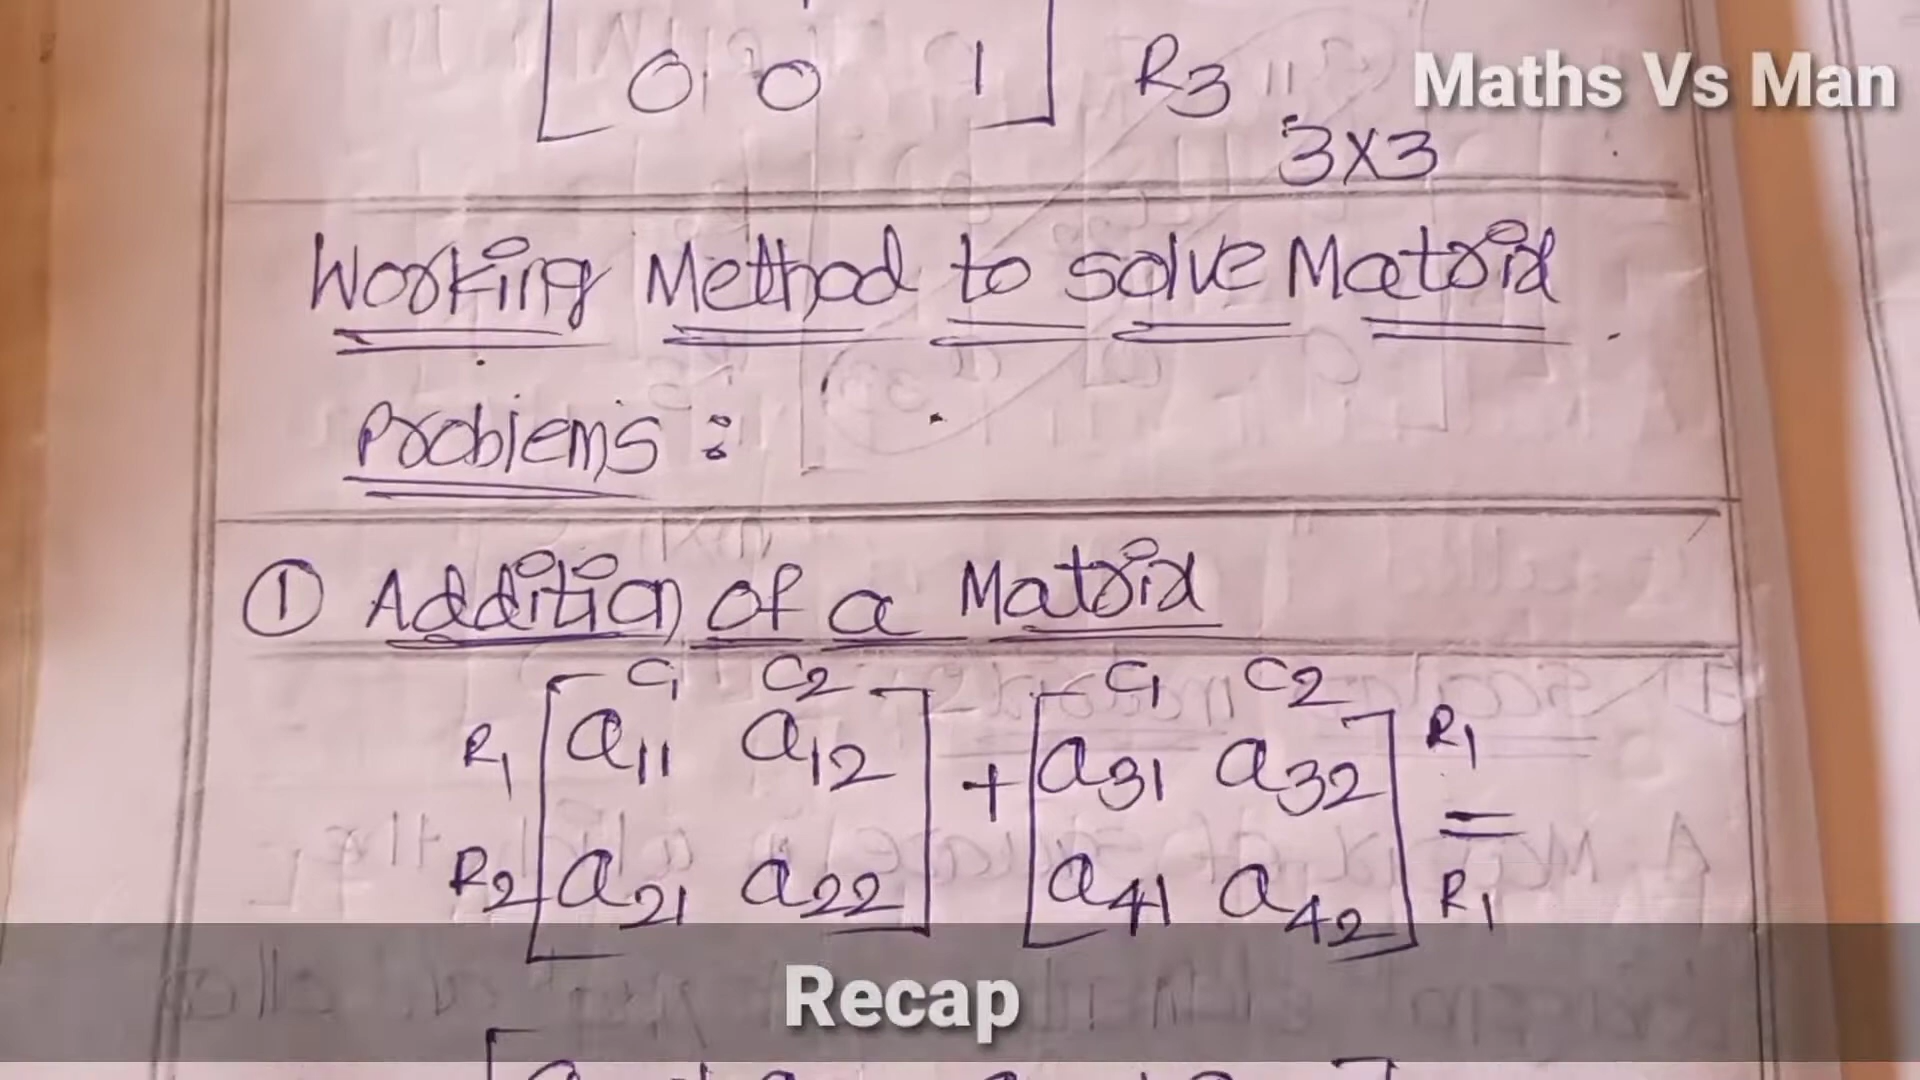 0 0 1 R3
Maths Vs Man
3x3
Working Method to solve Matrix
Problems :
① Addition of a Matrix
C1 C2 C1 C2
R1 a11 a12 + a31 a32 R1
=
R2 a21 a22 a41 a42 R1
Recap